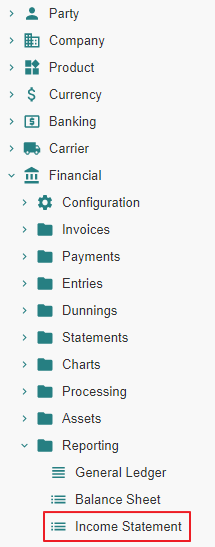 Party
Company
Product
Currency
Banking
Carrier
Financial
Configuration
Invoices
Payments
Entries
Dunnings
Statements
Charts
Processing
Assets
Reporting
General Ledger
Balance Sheet
Income Statement